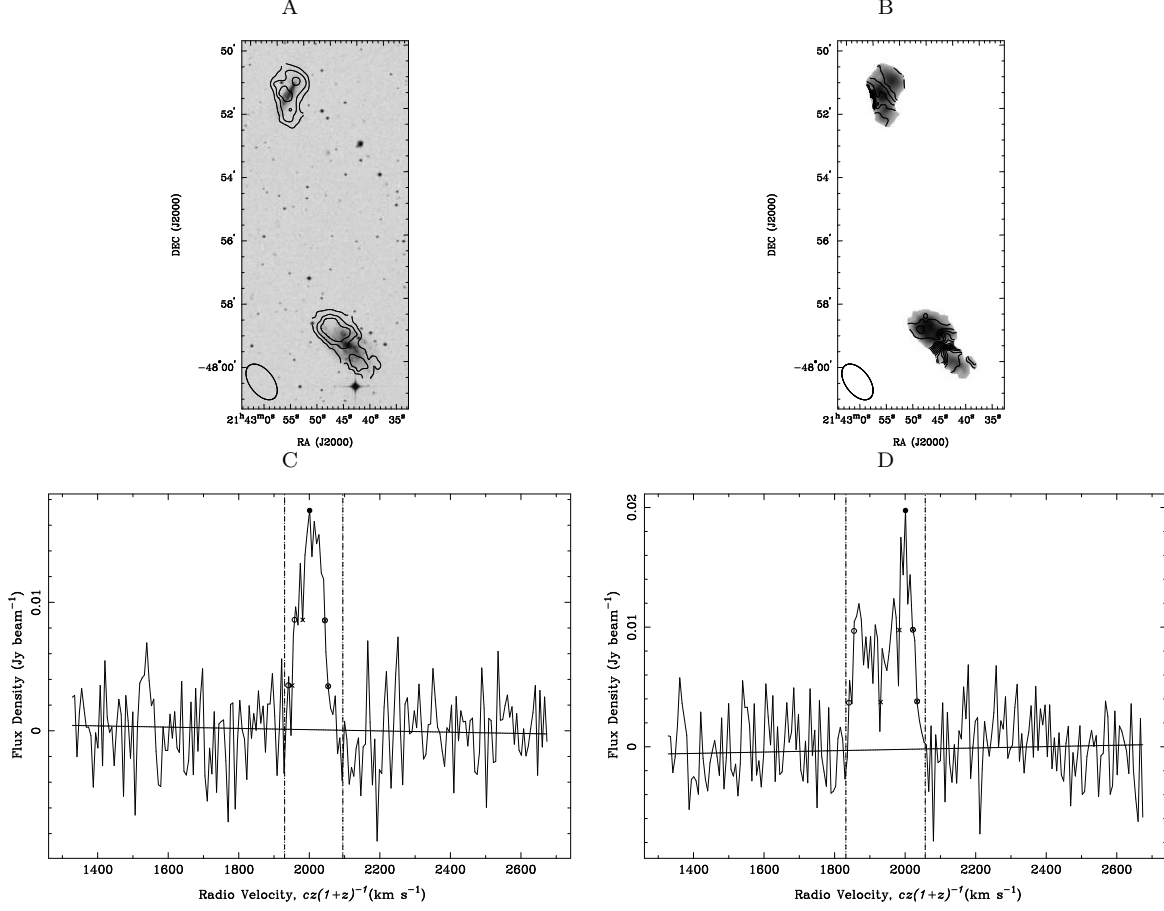 A
B
50′
52′
54′
56′
58′
−48°00′
DEC (J2000)
21ʰ43ᵐ0ˢ 55ˢ 50ˢ 45ˢ 40ˢ 35ˢ
RA (J2000)
50′
52′
54′
56′
58′
−48°00′
DEC (J2000)
21ʰ43ᵐ0ˢ 55ˢ 50ˢ 45ˢ 40ˢ 35ˢ
RA (J2000)
C
D
0.01
0
Flux Density (Jy beam⁻¹)
1400 1600 1800 2000 2200 2400 2600
Radio Velocity, cz(1+z)⁻¹(km s⁻¹)
0.02
0.01
0
Flux Density (Jy beam⁻¹)
1400 1600 1800 2000 2200 2400 2600
Radio Velocity, cz(1+z)⁻¹(km s⁻¹)